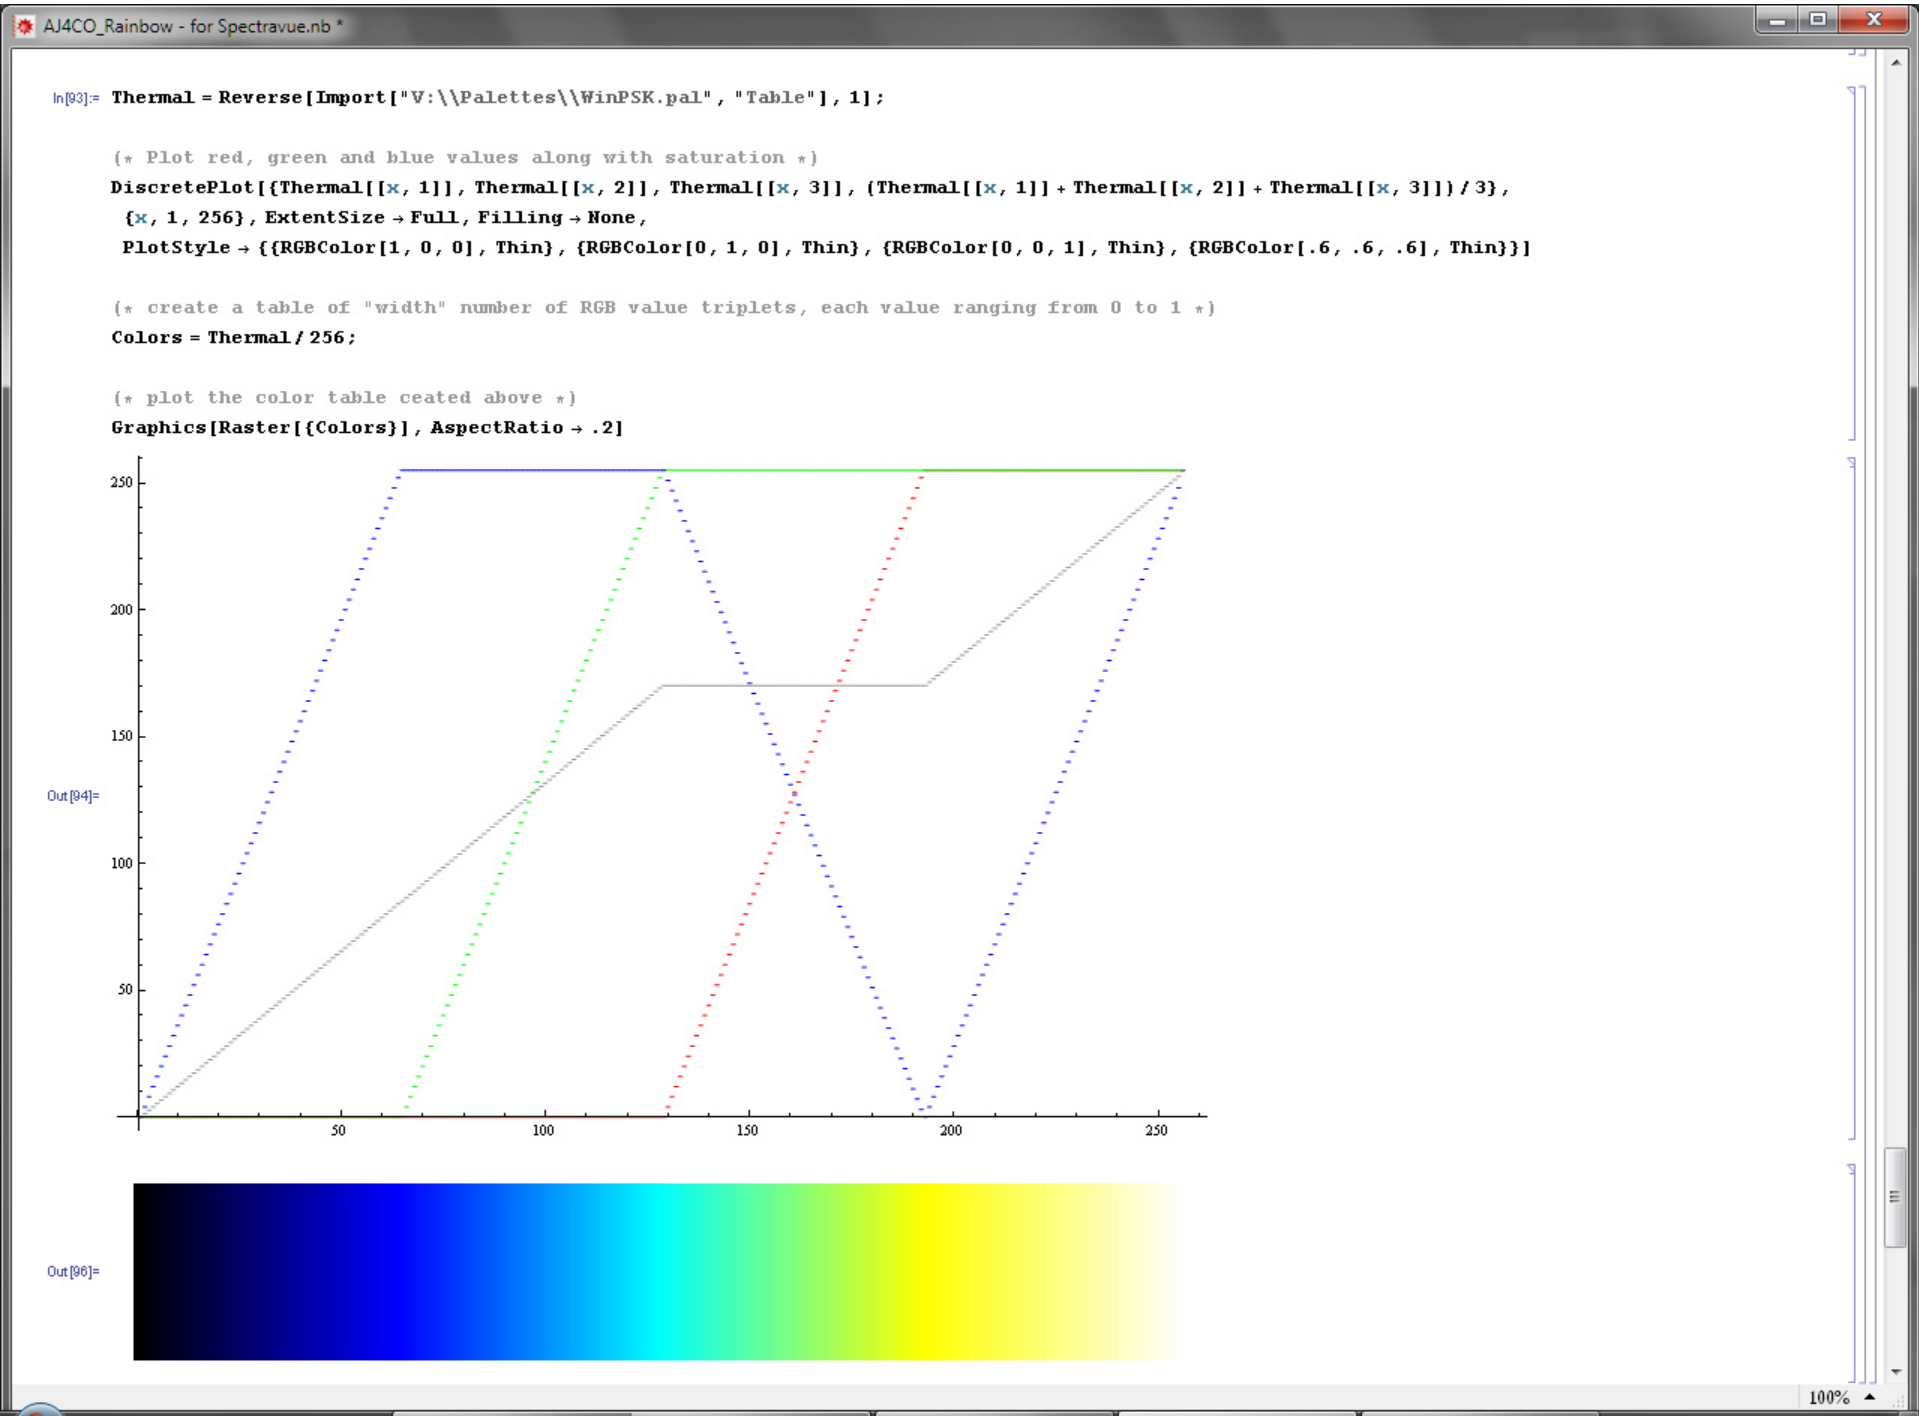 AJ4CO_Rainbow - for Spectravue.nb *
In[93]:= Thermal = Reverse[Import["V:\\Palettes\\WinPSK.pal", "Table"], 1];
(* Plot red, green and blue values along with saturation *)
DiscretePlot[{Thermal[[x, 1]], Thermal[[x, 2]], Thermal[[x, 3]], (Thermal[[x, 1]] + Thermal[[x, 2]] + Thermal[[x, 3]]) / 3},
{x, 1, 256}, ExtentSize → Full, Filling → None,
PlotStyle → {{RGBColor[1, 0, 0], Thin}, {RGBColor[0, 1, 0], Thin}, {RGBColor[0, 0, 1], Thin}, {RGBColor[.6, .6, .6], Thin}}]
(* create a table of "width" number of RGB value triplets, each value ranging from 0 to 1 *)
Colors = Thermal / 256;
(* plot the color table ceated above *)
Graphics[Raster[{Colors}], AspectRatio → .2]
250
200
150
Out[94]=
100
50
50 100 150 200 250
Out[96]=
100%